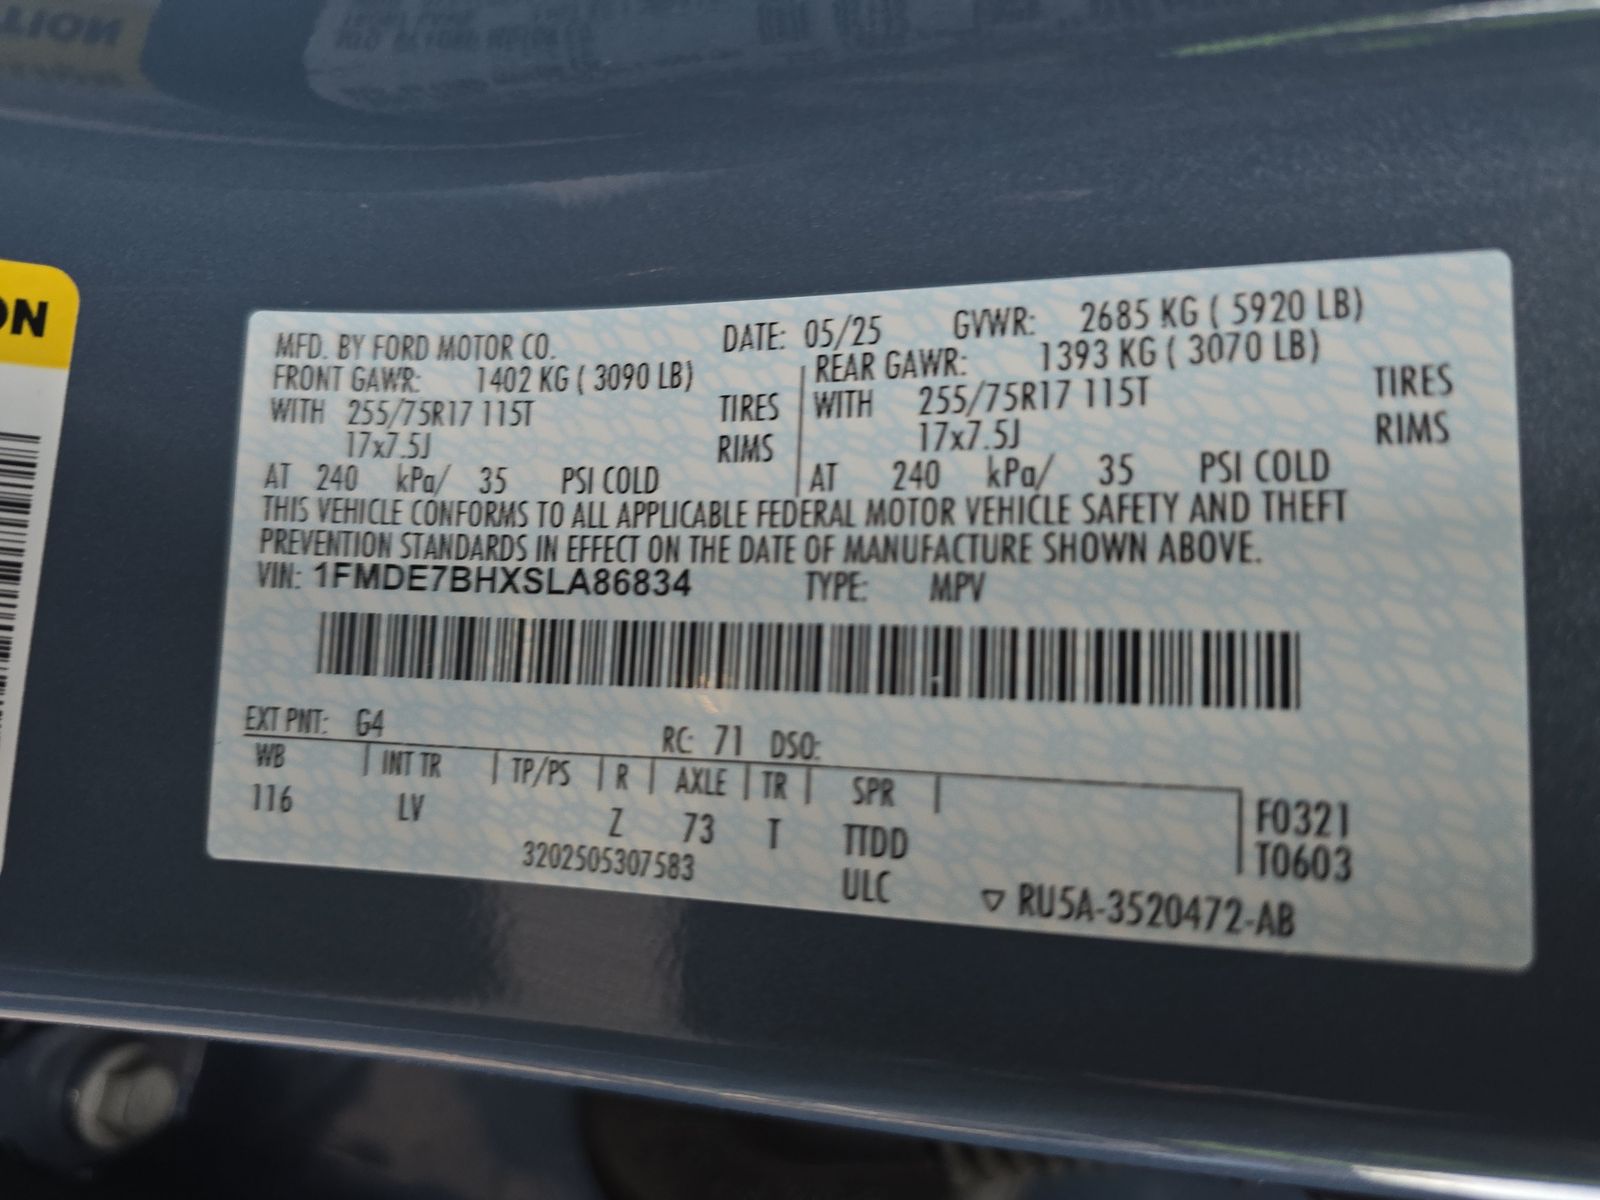 ON
MFD. BY FORD MOTOR CO. DATE: 05/25 GVWR: 2685 KG ( 5920 LB)
FRONT GAWR: 1402 KG ( 3090 LB) REAR GAWR: 1393 KG ( 3070 LB)
WITH 255/75R17 115T TIRES WITH 255/75R17 115T TIRES
17x7.5J RIMS 17x7.5J RIMS
AT 240 kPa/ 35 PSI COLD AT 240 kPa/ 35 PSI COLD
THIS VEHICLE CONFORMS TO ALL APPLICABLE FEDERAL MOTOR VEHICLE SAFETY AND THEFT
PREVENTION STANDARDS IN EFFECT ON THE DATE OF MANUFACTURE SHOWN ABOVE.
VIN: 1FMDE7BHXSLA86834 TYPE: MPV
EXT PNT: G4 RC: 71 DSO:
WB INT TR TP/PS R AXLE TR SPR
116 LV Z 73 T TTDD F0321
3202505307583 ULC T0603
▽ RU5A-3520472-AB